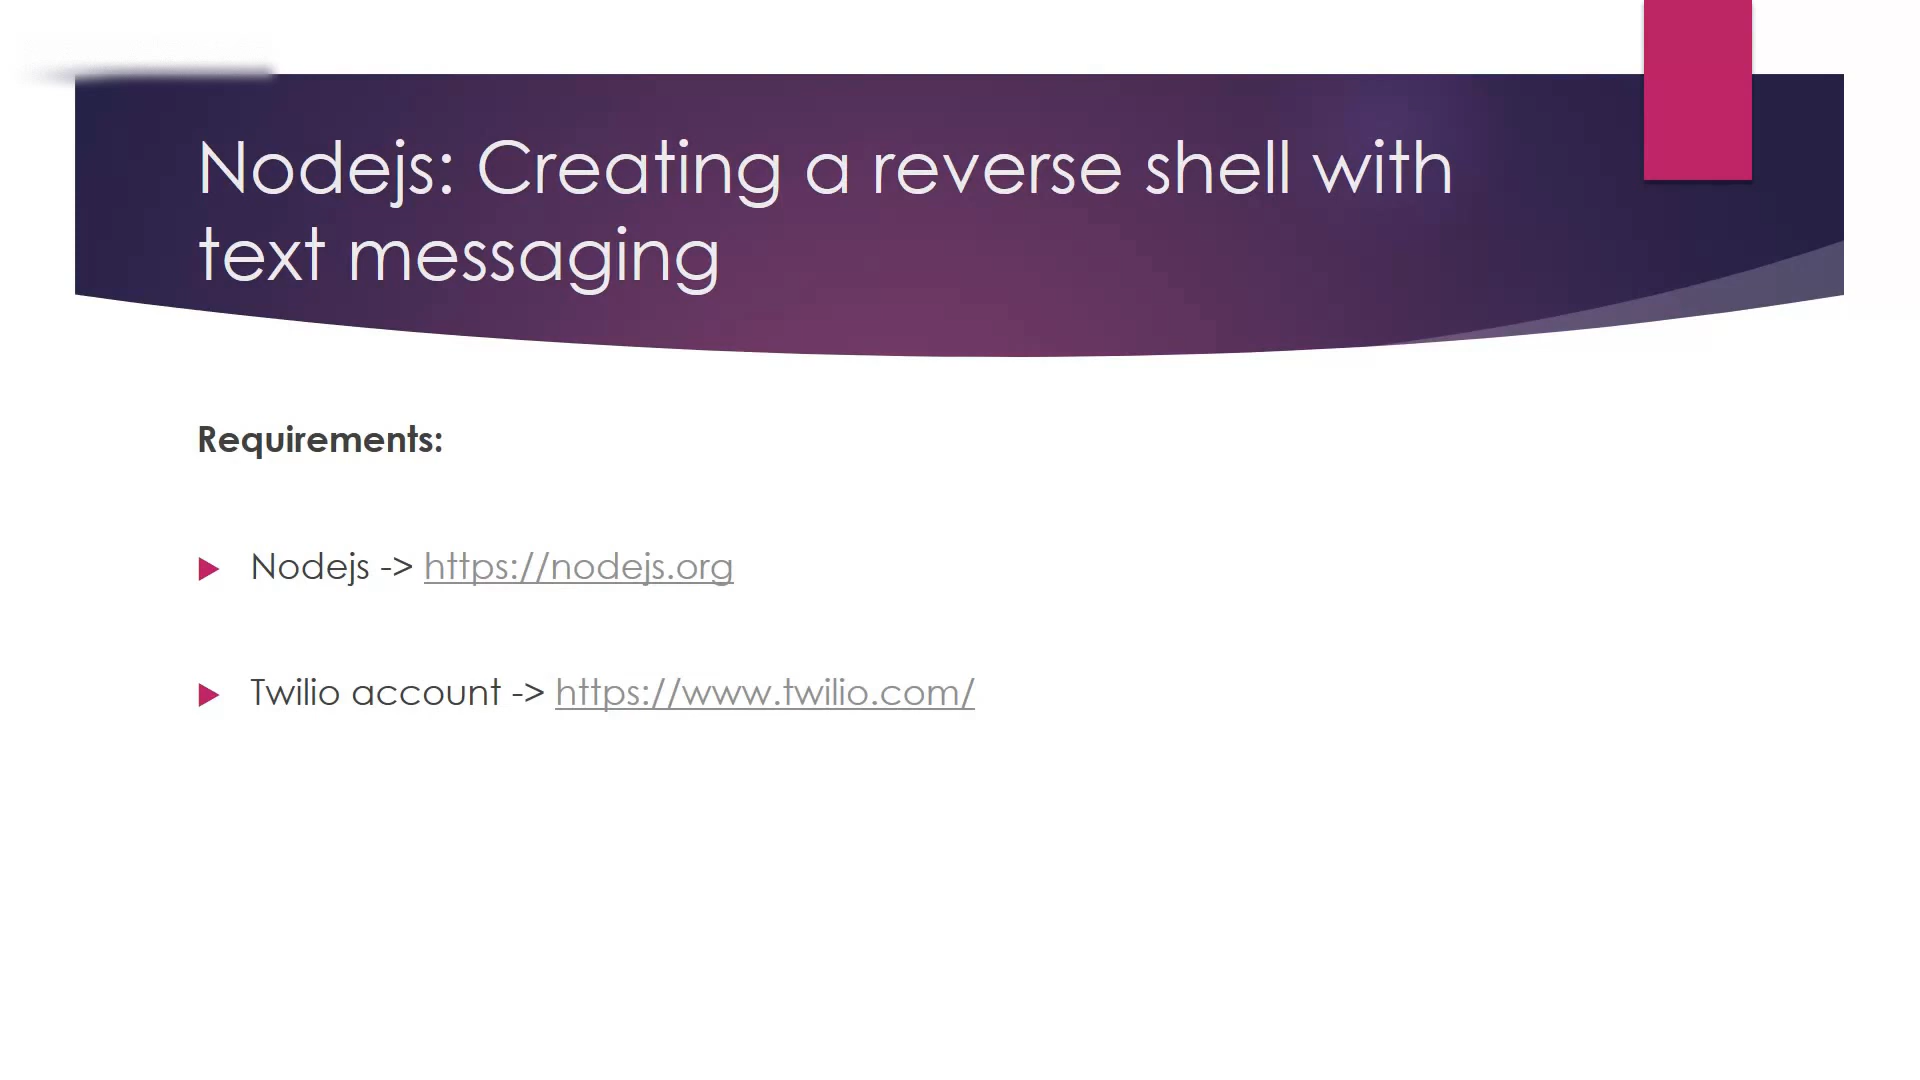 Nodejs: Creating a reverse shell with
text messaging
Requirements:
Nodejs -> https://nodejs.org
Twilio account -> https://www.twilio.com/